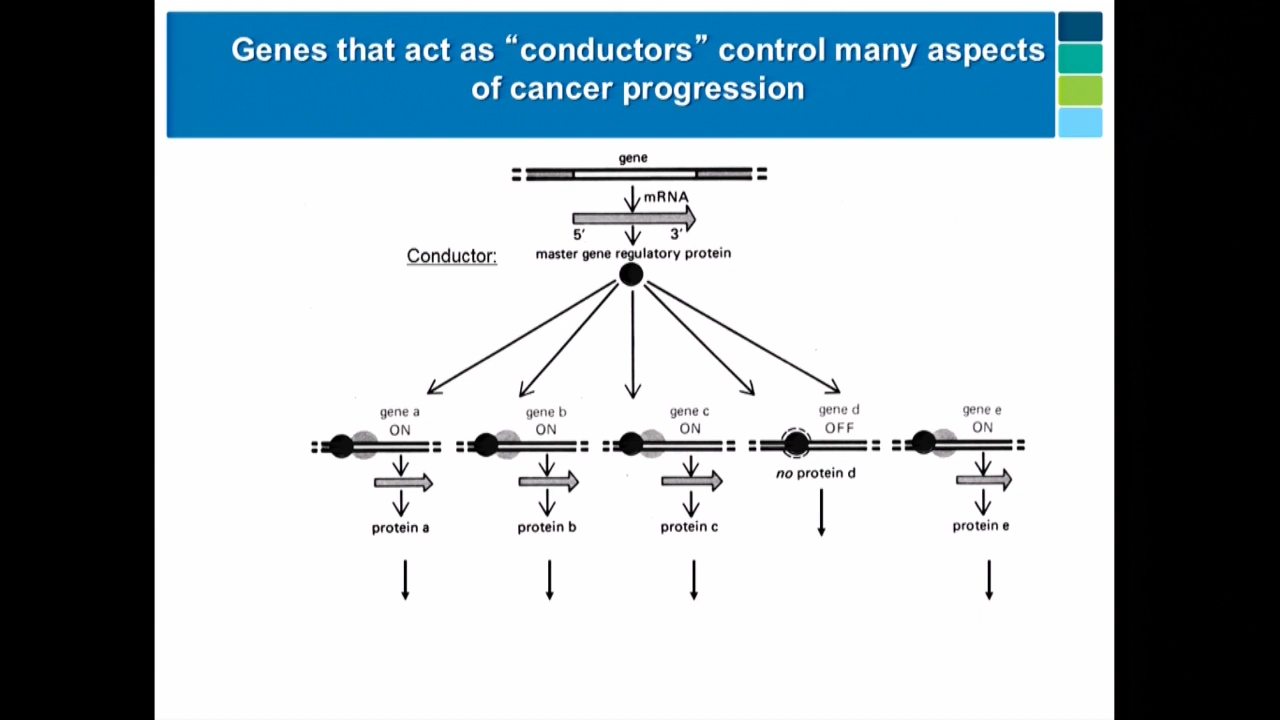 Genes that act as “conductors” control many aspects
of cancer progression
gene
mRNA
5′ 3′
Conductor: master gene regulatory protein
gene a gene b gene c gene d gene e
ON ON ON OFF ON
no protein d
protein a protein b protein c protein e